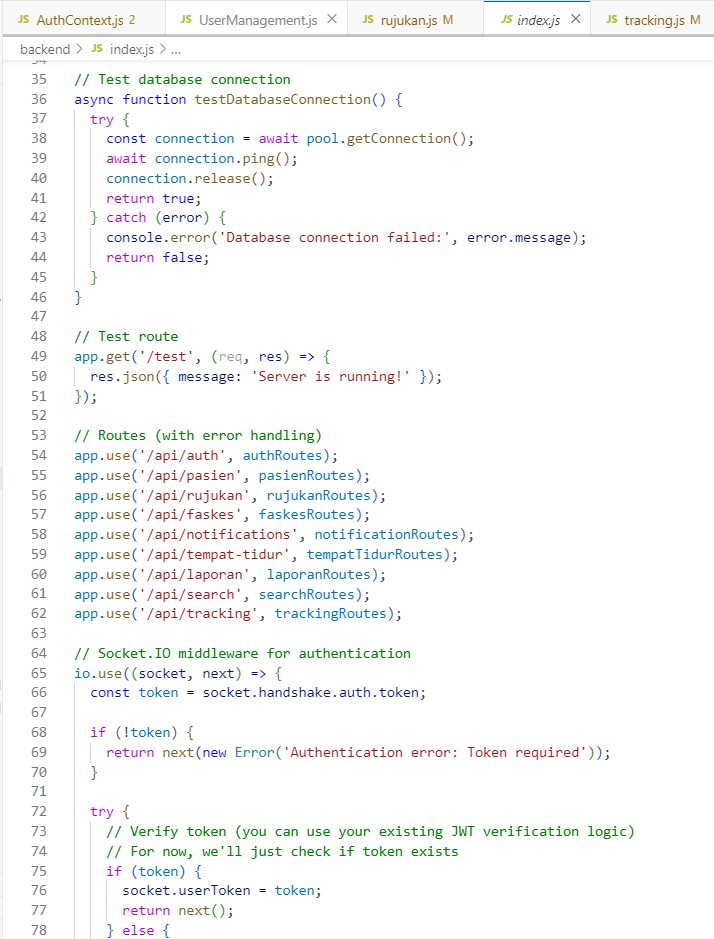 JS AuthContext.js 2 JS UserManagement.js × JS rujukan.js M JS index.js × JS tracking.js M
backend > JS index.js > ...
34
35 // Test database connection
36 async function testDatabaseConnection() {
37   try {
38     const connection = await pool.getConnection();
39     await connection.ping();
40     connection.release();
41     return true;
42   } catch (error) {
43     console.error('Database connection failed:', error.message);
44     return false;
45   }
46 }
47
48 // Test route
49 app.get('/test', (req, res) => {
50   res.json({ message: 'Server is running!' });
51 });
52
53 // Routes (with error handling)
54 app.use('/api/auth', authRoutes);
55 app.use('/api/pasien', pasienRoutes);
56 app.use('/api/rujukan', rujukanRoutes);
57 app.use('/api/faskes', faskesRoutes);
58 app.use('/api/notifications', notificationRoutes);
59 app.use('/api/tempat-tidur', tempatTidurRoutes);
60 app.use('/api/laporan', laporanRoutes);
61 app.use('/api/search', searchRoutes);
62 app.use('/api/tracking', trackingRoutes);
63
64 // Socket.IO middleware for authentication
65 io.use((socket, next) => {
66   const token = socket.handshake.auth.token;
67
68   if (!token) {
69     return next(new Error('Authentication error: Token required'));
70   }
71
72   try {
73     // Verify token (you can use your existing JWT verification logic)
74     // For now, we'll just check if token exists
75     if (token) {
76       socket.userToken = token;
77       return next();
78     } else {